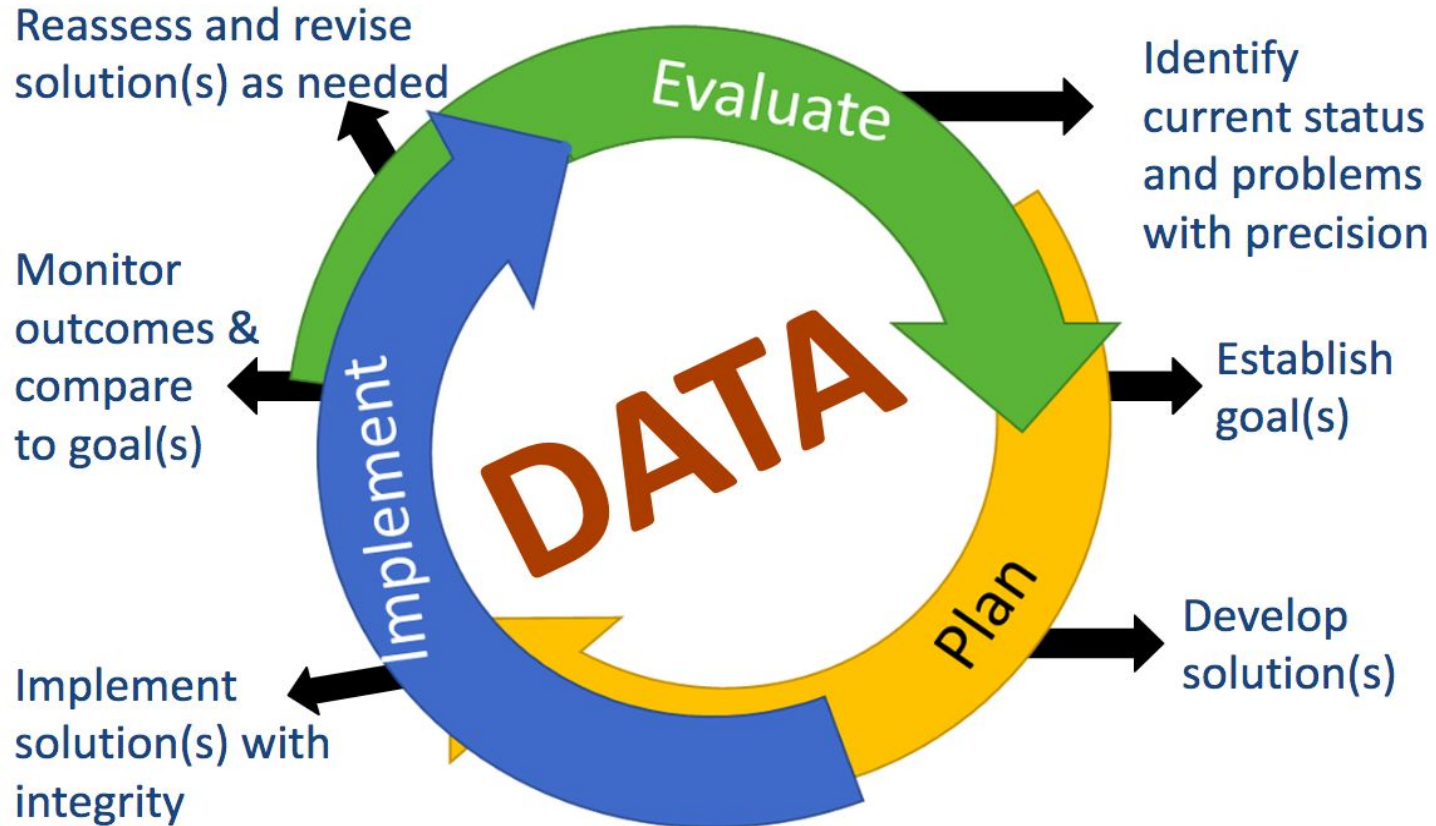 Reassess and revise
solution(s) as needed
Evaluate
Identify
current status
and problems
with precision
Monitor
outcomes &
compare
to goal(s)
DATA
Establish
goal(s)
Implement
Plan
Develop
solution(s)
Implement
solution(s) with
integrity